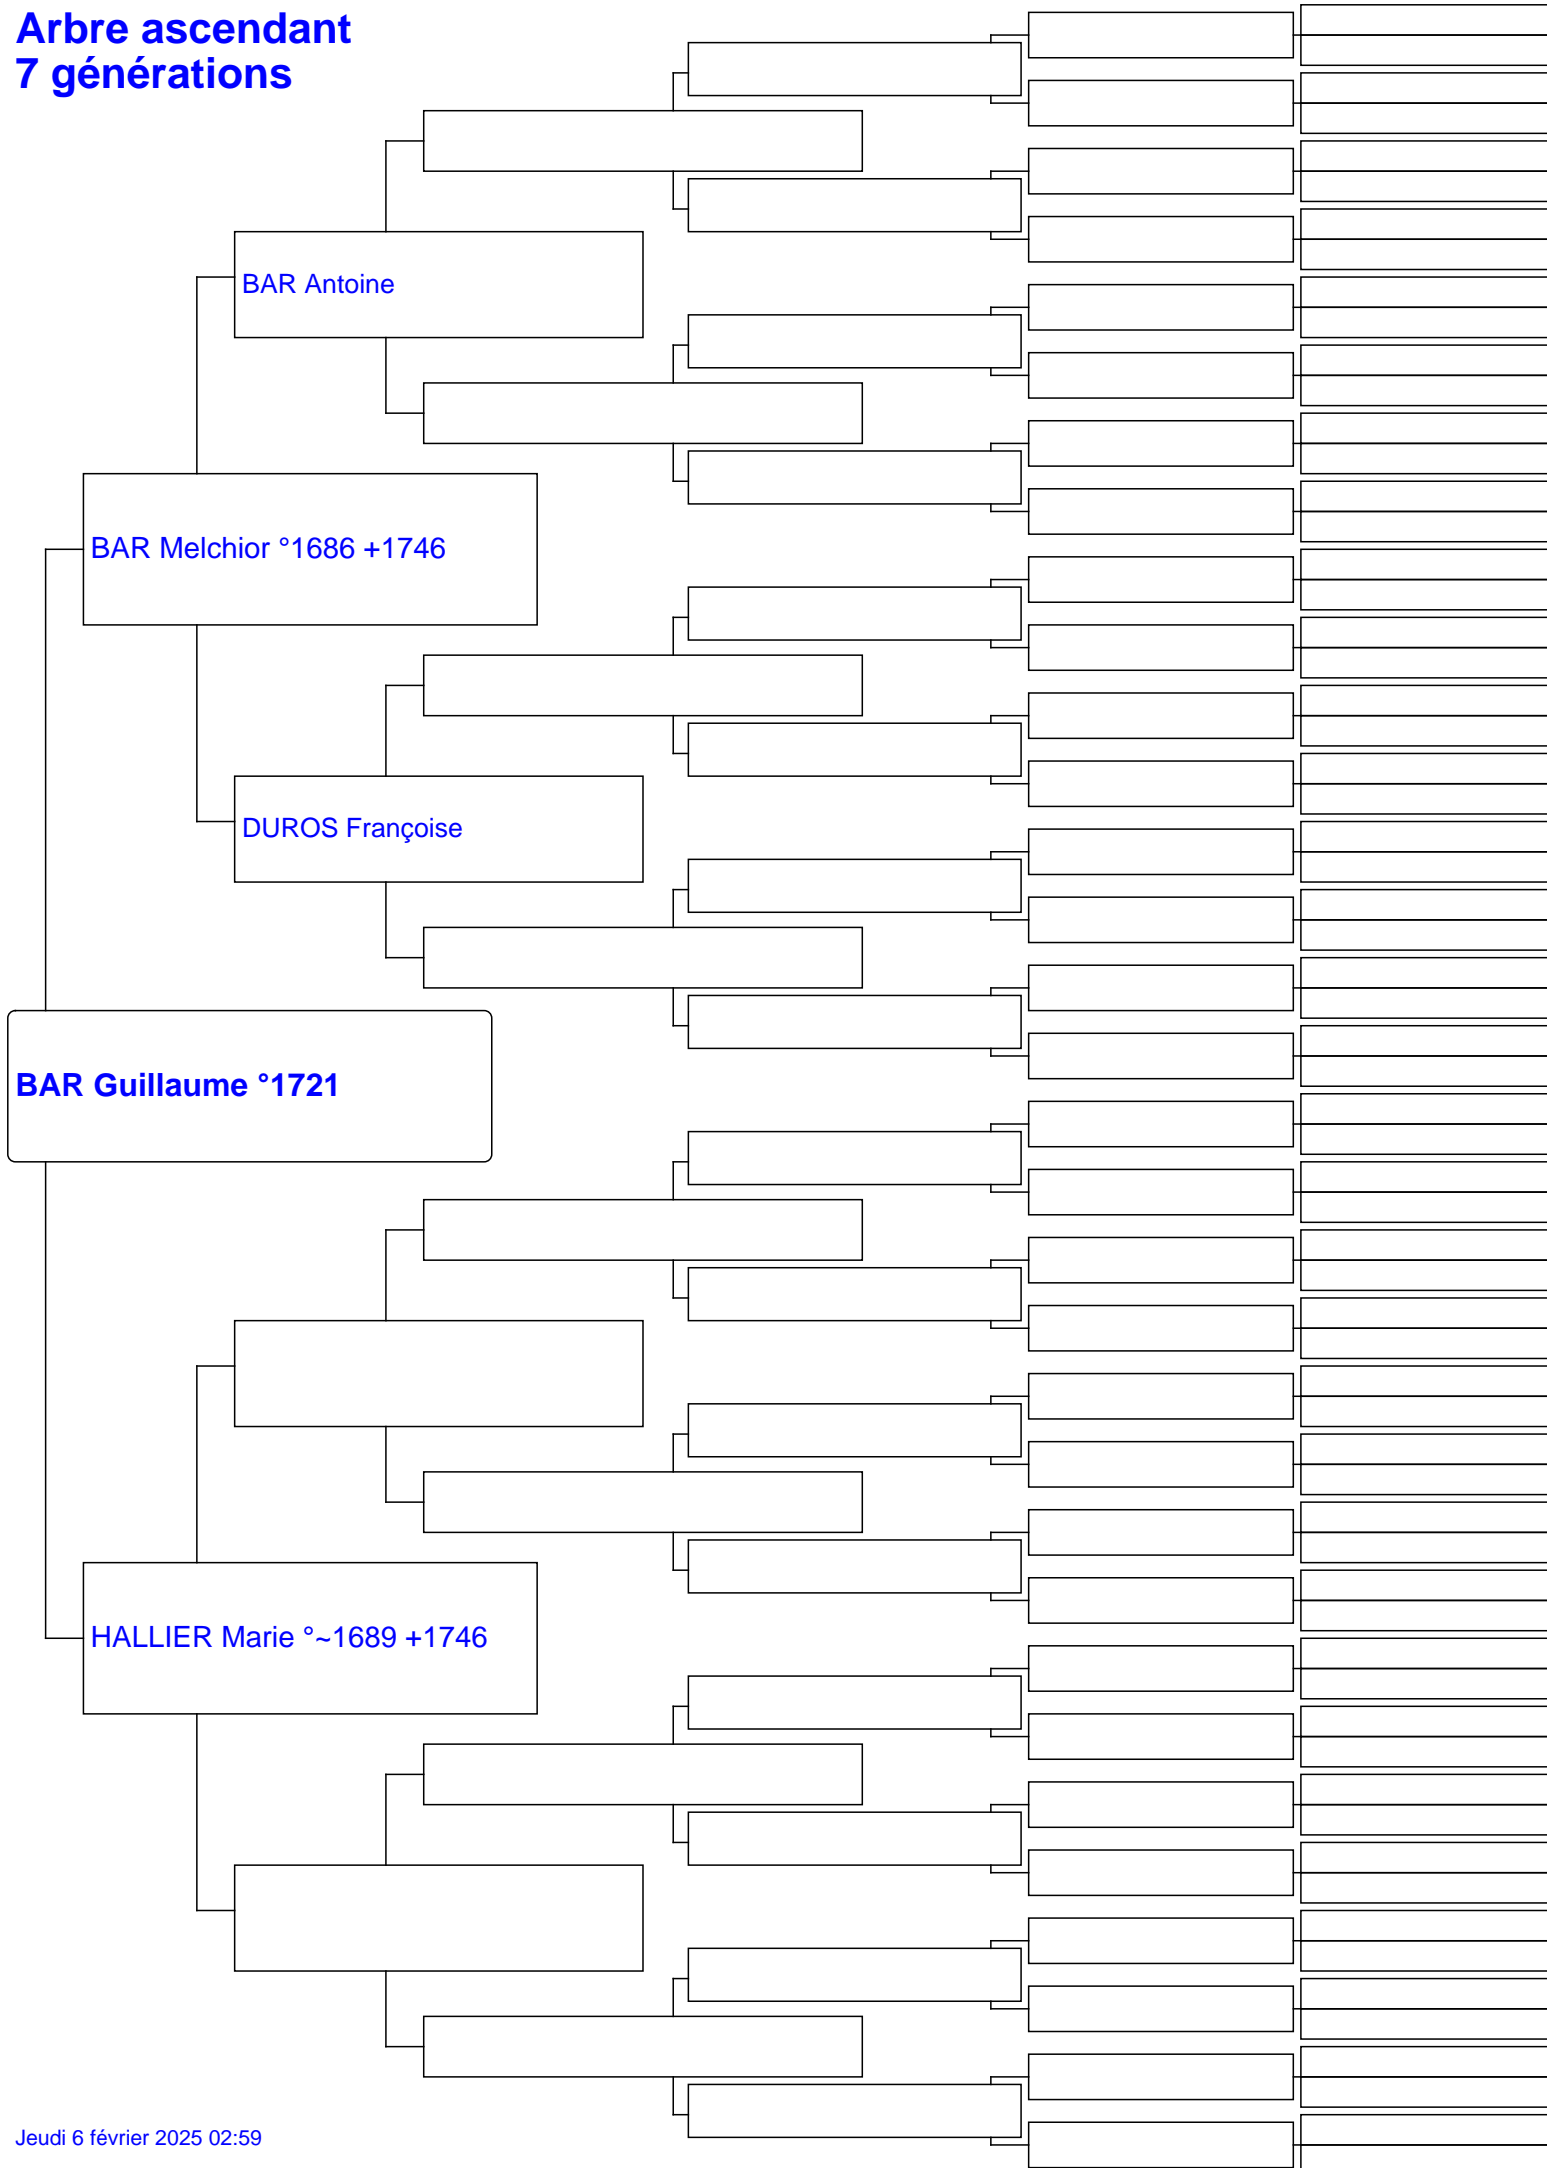 Arbre ascendant
7 générations
BAR Antoine
BAR Melchior °1686 +1746
DUROS Françoise
BAR Guillaume °1721
HALLIER Marie °~1689 +1746
Jeudi 6 février 2025 02:59